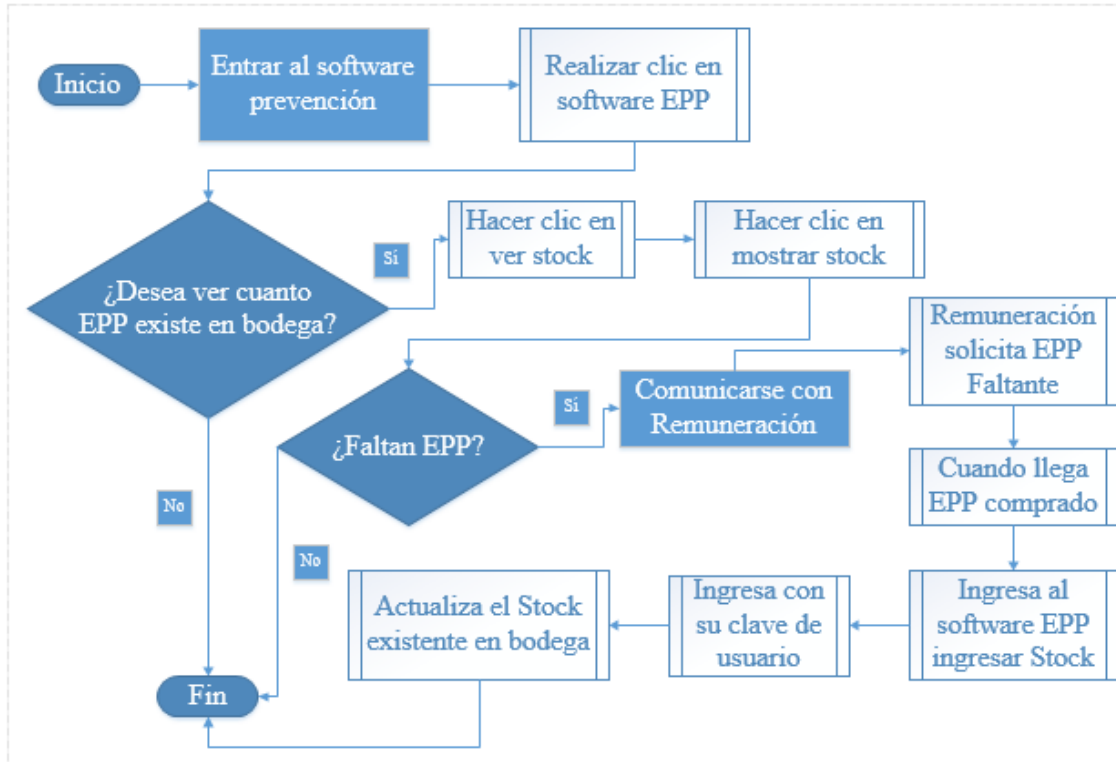 Inicio
Entrar al software
prevención
Realizar clic en
software EPP
¿Desea ver cuanto
EPP existe en bodega?
Sí
Hacer clic en
ver stock
Hacer clic en
mostrar stock
¿Faltan EPP?
Sí
Comunicarse con
Remuneración
Remuneración
solicita EPP
Faltante
Cuando llega
EPP comprado
Ingresa al
software EPP
ingresar Stock
Ingresa con
su clave de
usuario
Actualiza el Stock
existente en bodega
No
No
Fin